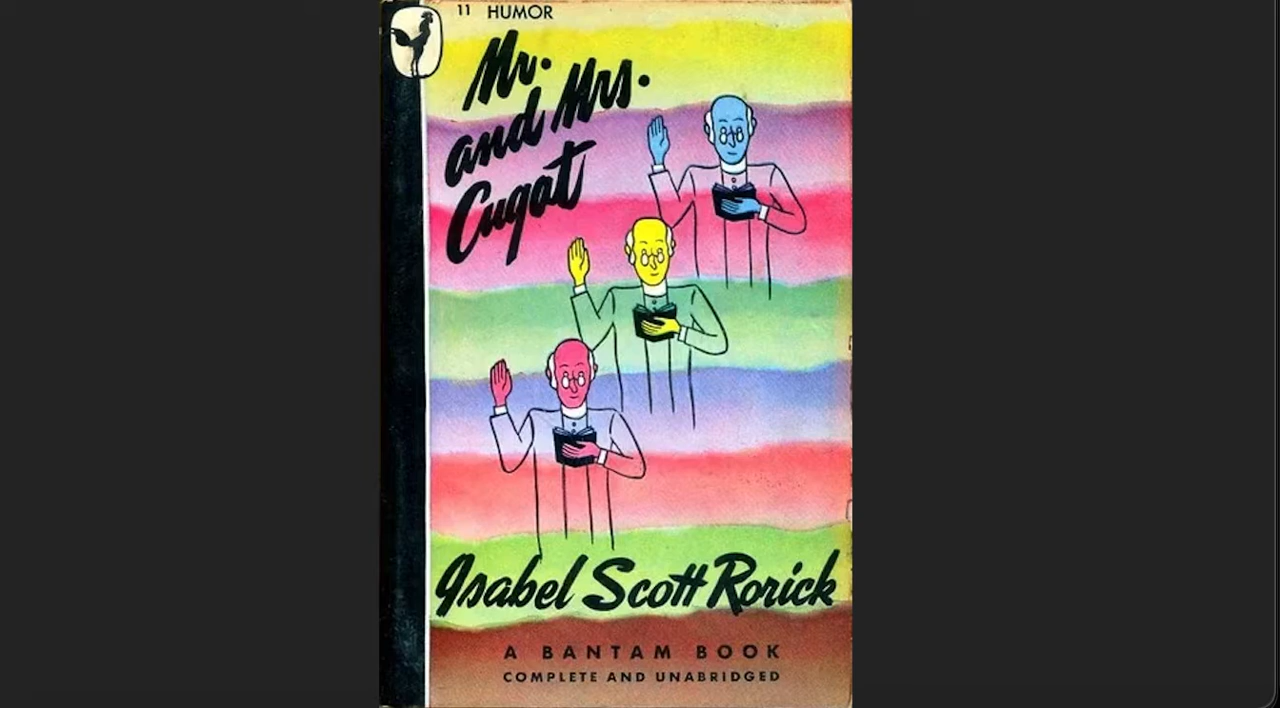 11 HUMOR
Mr.
and Mrs.
Cugat
Isabel Scott Rorick
A BANTAM BOOK
COMPLETE AND UNABRIDGED